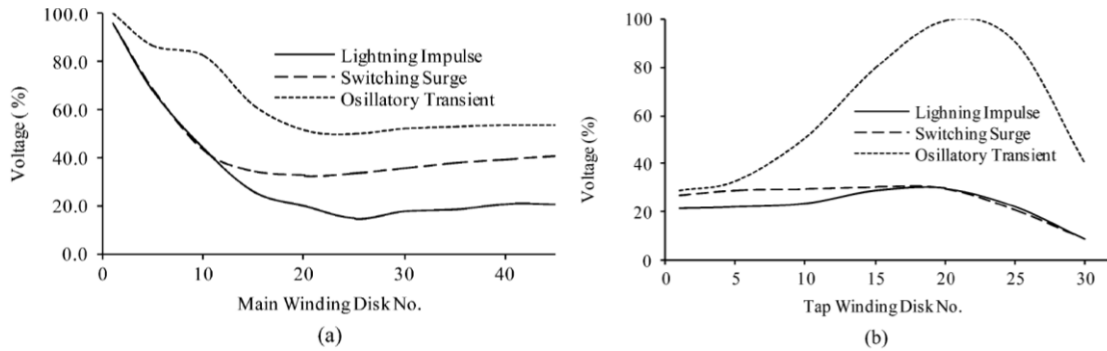 100.0
80.0
60.0
40.0
20.0
0.0
Voltage (%)
Lightning Impulse
Switching Surge
Osillatory Transient
0
10
20
30
40
Main Winding Disk No.
(a)
100
80
60
40
20
0
Voltage (%)
Lighning Impulse
Switching Surge
Osillatory Transient
0
5
10
15
20
25
30
Tap Winding Disk No.
(b)